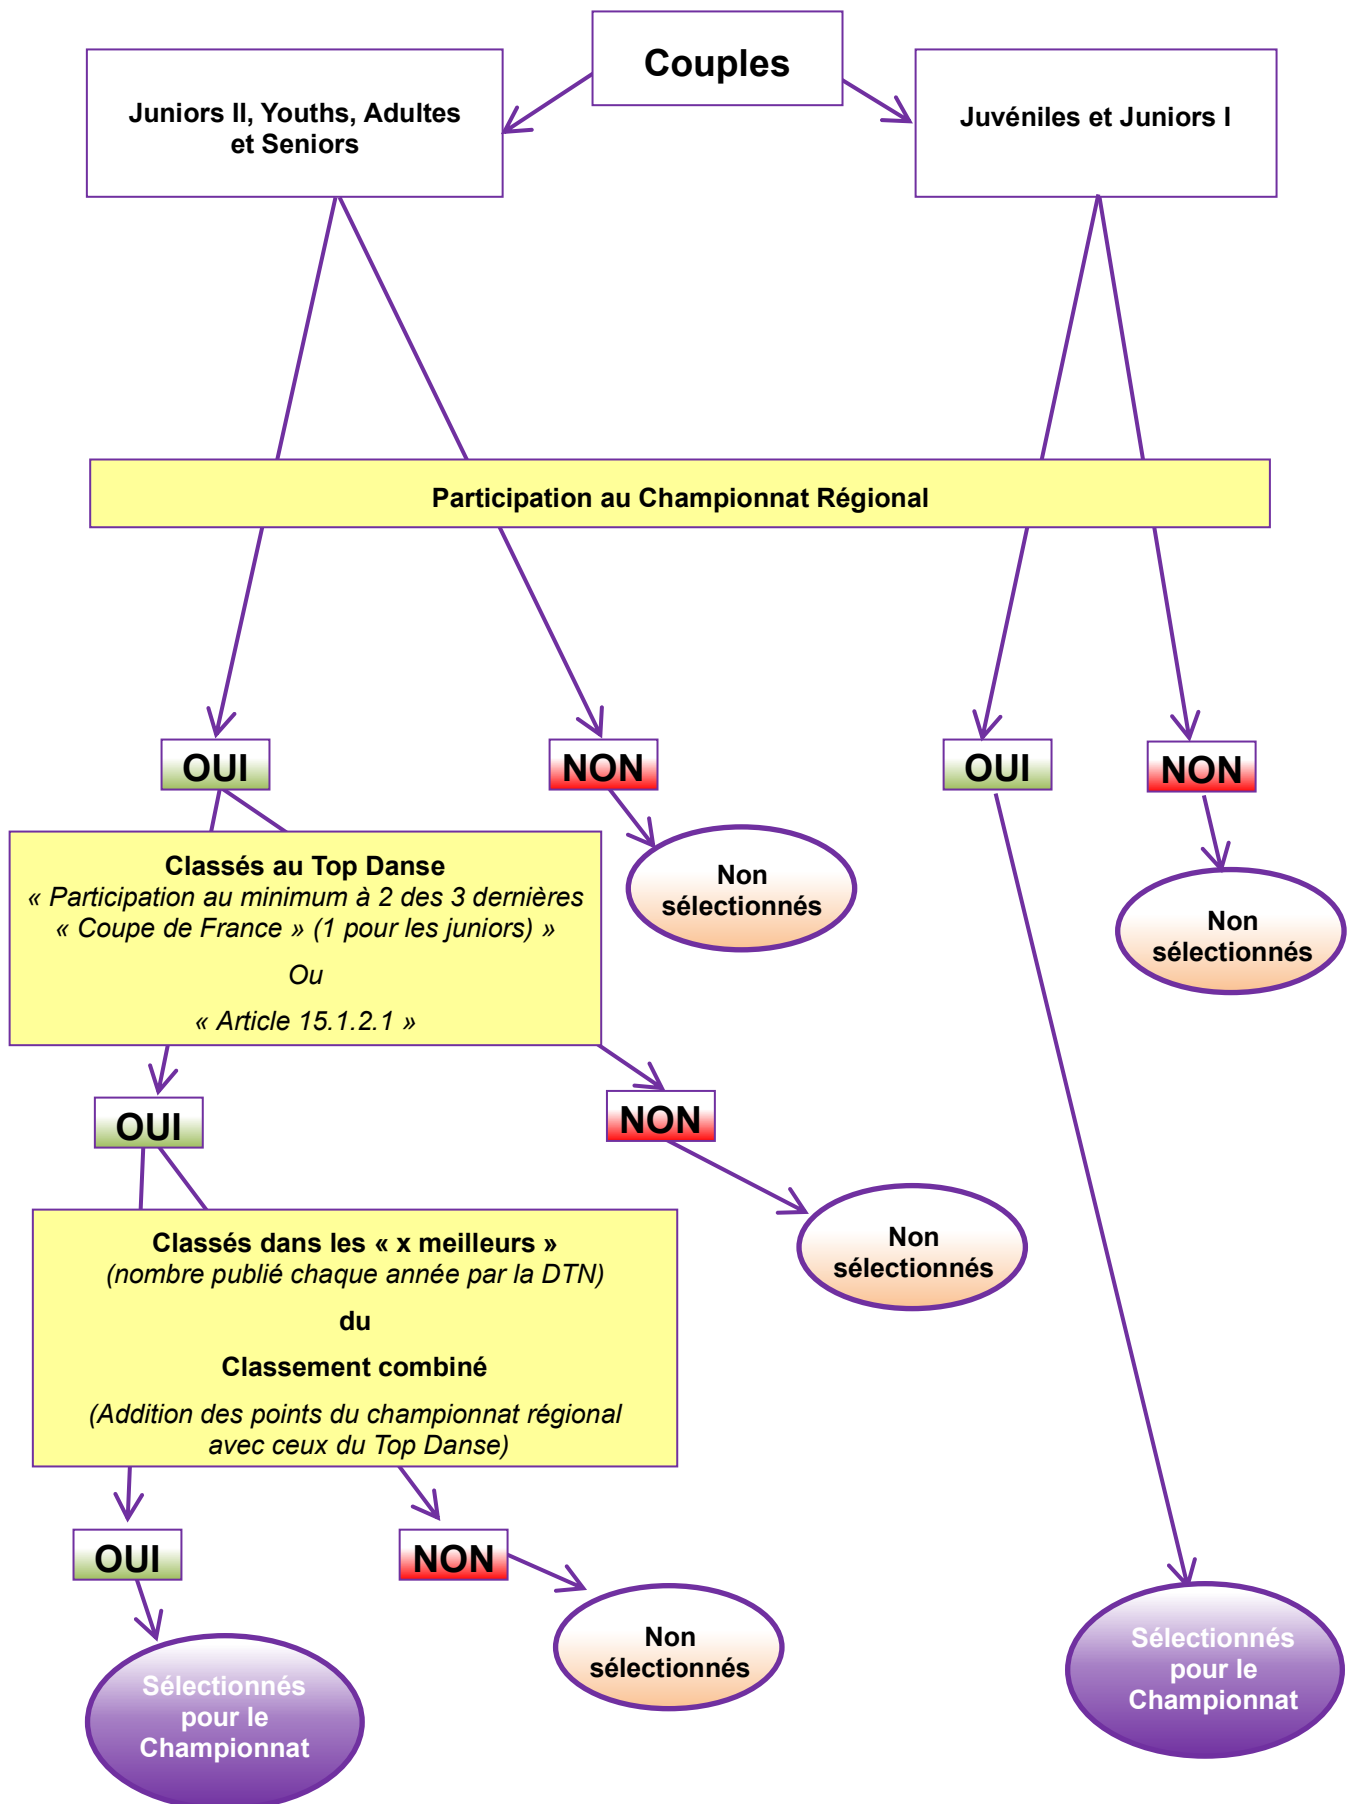 Couples
Juniors II, Youths, Adultes
et Seniors
Juvéniles et Juniors I
Participation au Championnat Régional
OUI
NON
OUI
NON
Classés au Top Danse
« Participation au minimum à 2 des 3 dernières
« Coupe de France » (1 pour les juniors) »
Ou
« Article 15.1.2.1 »
Non
sélectionnés
Non
sélectionnés
OUI
NON
Classés dans les « x meilleurs »
(nombre publié chaque année par la DTN)
du
Classement combiné
(Addition des points du championnat régional
avec ceux du Top Danse)
Non
sélectionnés
OUI
NON
Non
sélectionnés
Sélectionnés
pour le
Championnat
Sélectionnés
pour le
Championnat